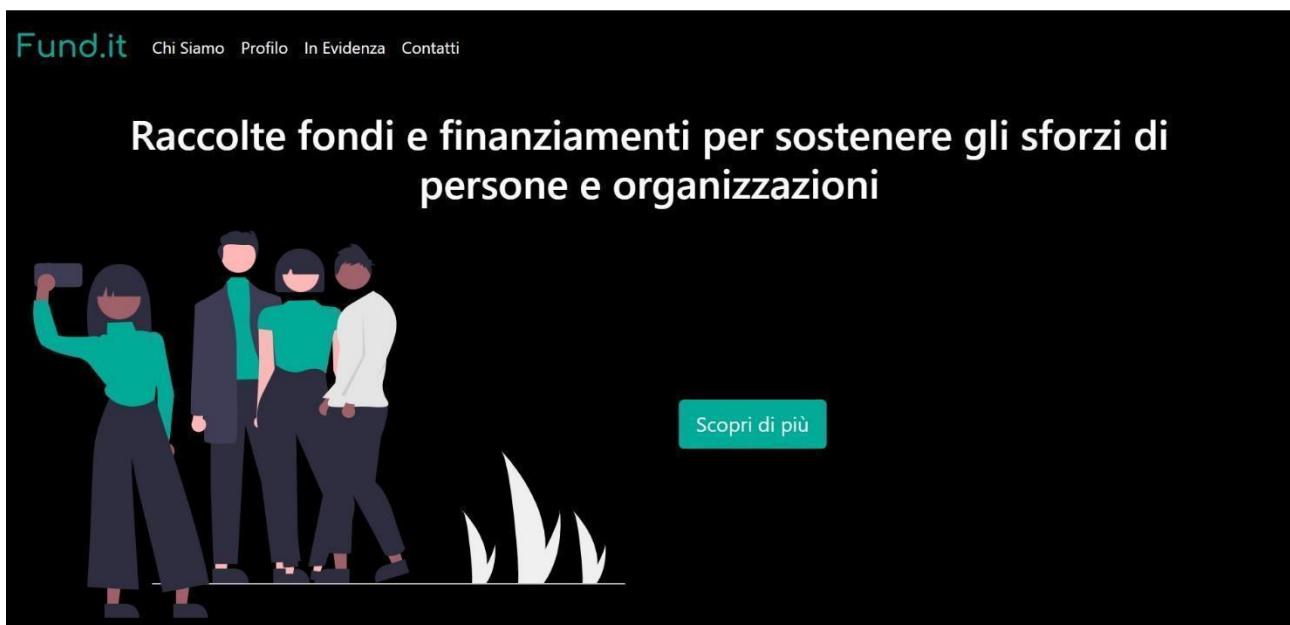 Fund.it Chi Siamo Profilo In Evidenza Contatti
Raccolte fondi e finanziamenti per sostenere gli sforzi di
persone e organizzazioni
Scopri di più